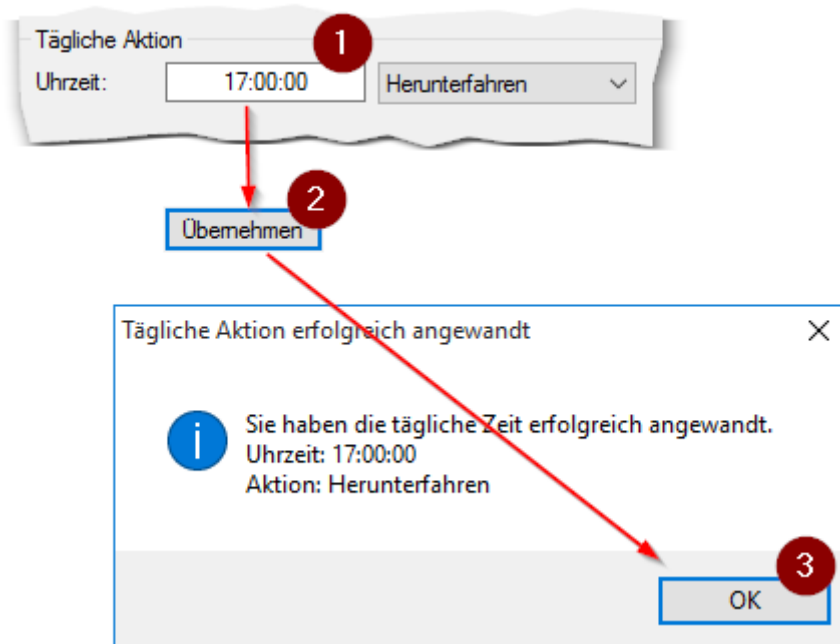 Tägliche Aktion
1
Uhrzeit: 17:00:00 Herunterfahren
2
Übernehmen
Tägliche Aktion erfolgreich angewandt
Sie haben die tägliche Zeit erfolgreich angewandt.
Uhrzeit: 17:00:00
Aktion: Herunterfahren
3
OK